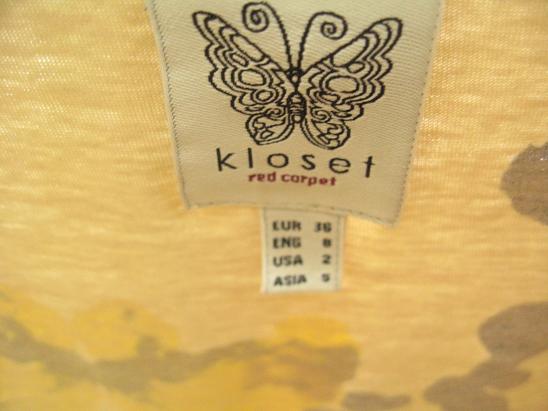 kloset
red carpet
EUR 36
ENG 8
USA 2
ASIA S